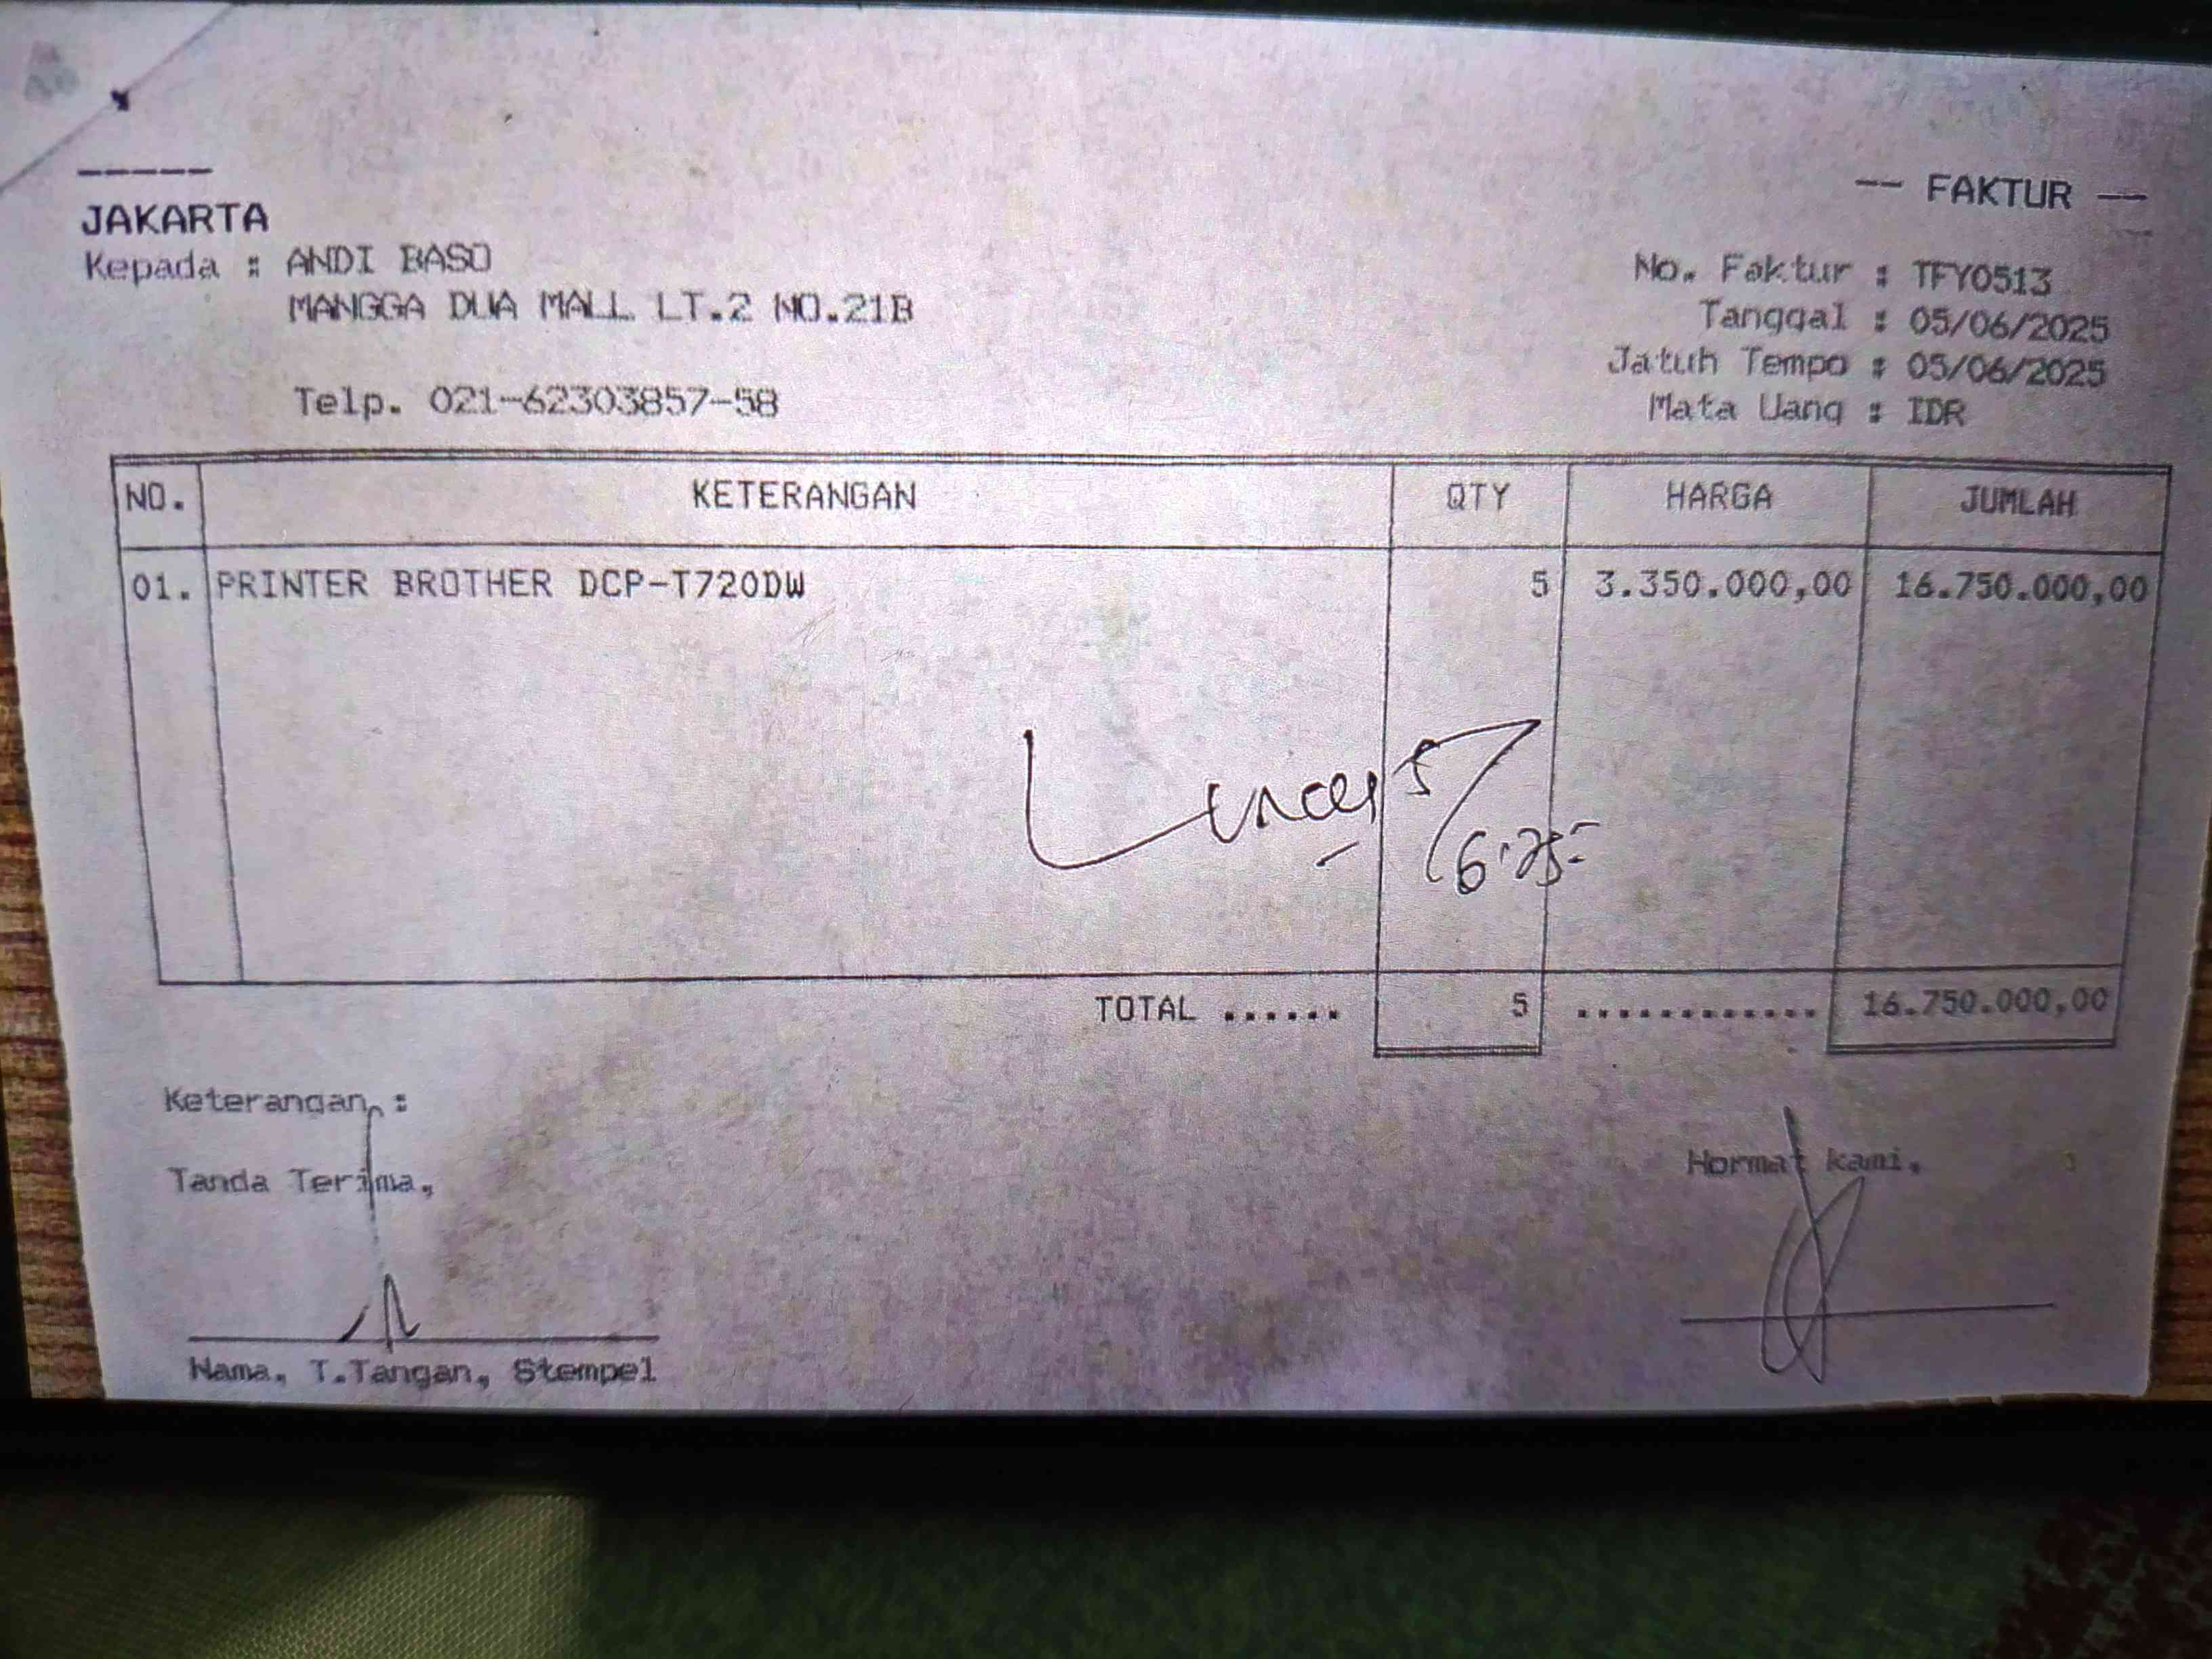 -----
JAKARTA
-- FAKTUR --
Kepada : ANDI BASO
MANGGA DUA MALL LT.2 NO.21B
Telp. 021-62303857-58
No. Faktur : TFY0513
Tanggal : 05/06/2025
Jatuh Tempo : 05/06/2025
Mata Uang : IDR
NO. KETERANGAN QTY HARGA JUMLAH
01. PRINTER BROTHER DCP-T720DW 5 3.350.000,00 16.750.000,00
5/6-25
TOTAL ...... 5 ............ 16.750.000,00
Keterangan :
Tanda Terima,
Hormat kami,
Nama, T.Tangan, Stempel